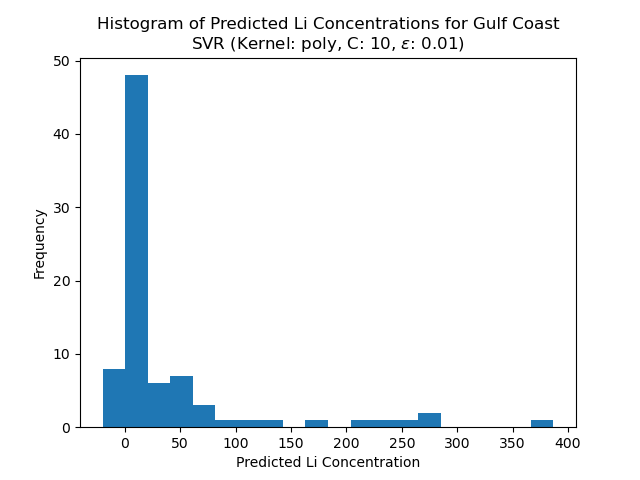 Histogram of Predicted Li Concentrations for Gulf Coast
SVR (Kernel: poly, C: 10, ε: 0.01)
50
40
30
20
10
0
Frequency
0 50 100 150 200 250 300 350 400
Predicted Li Concentration